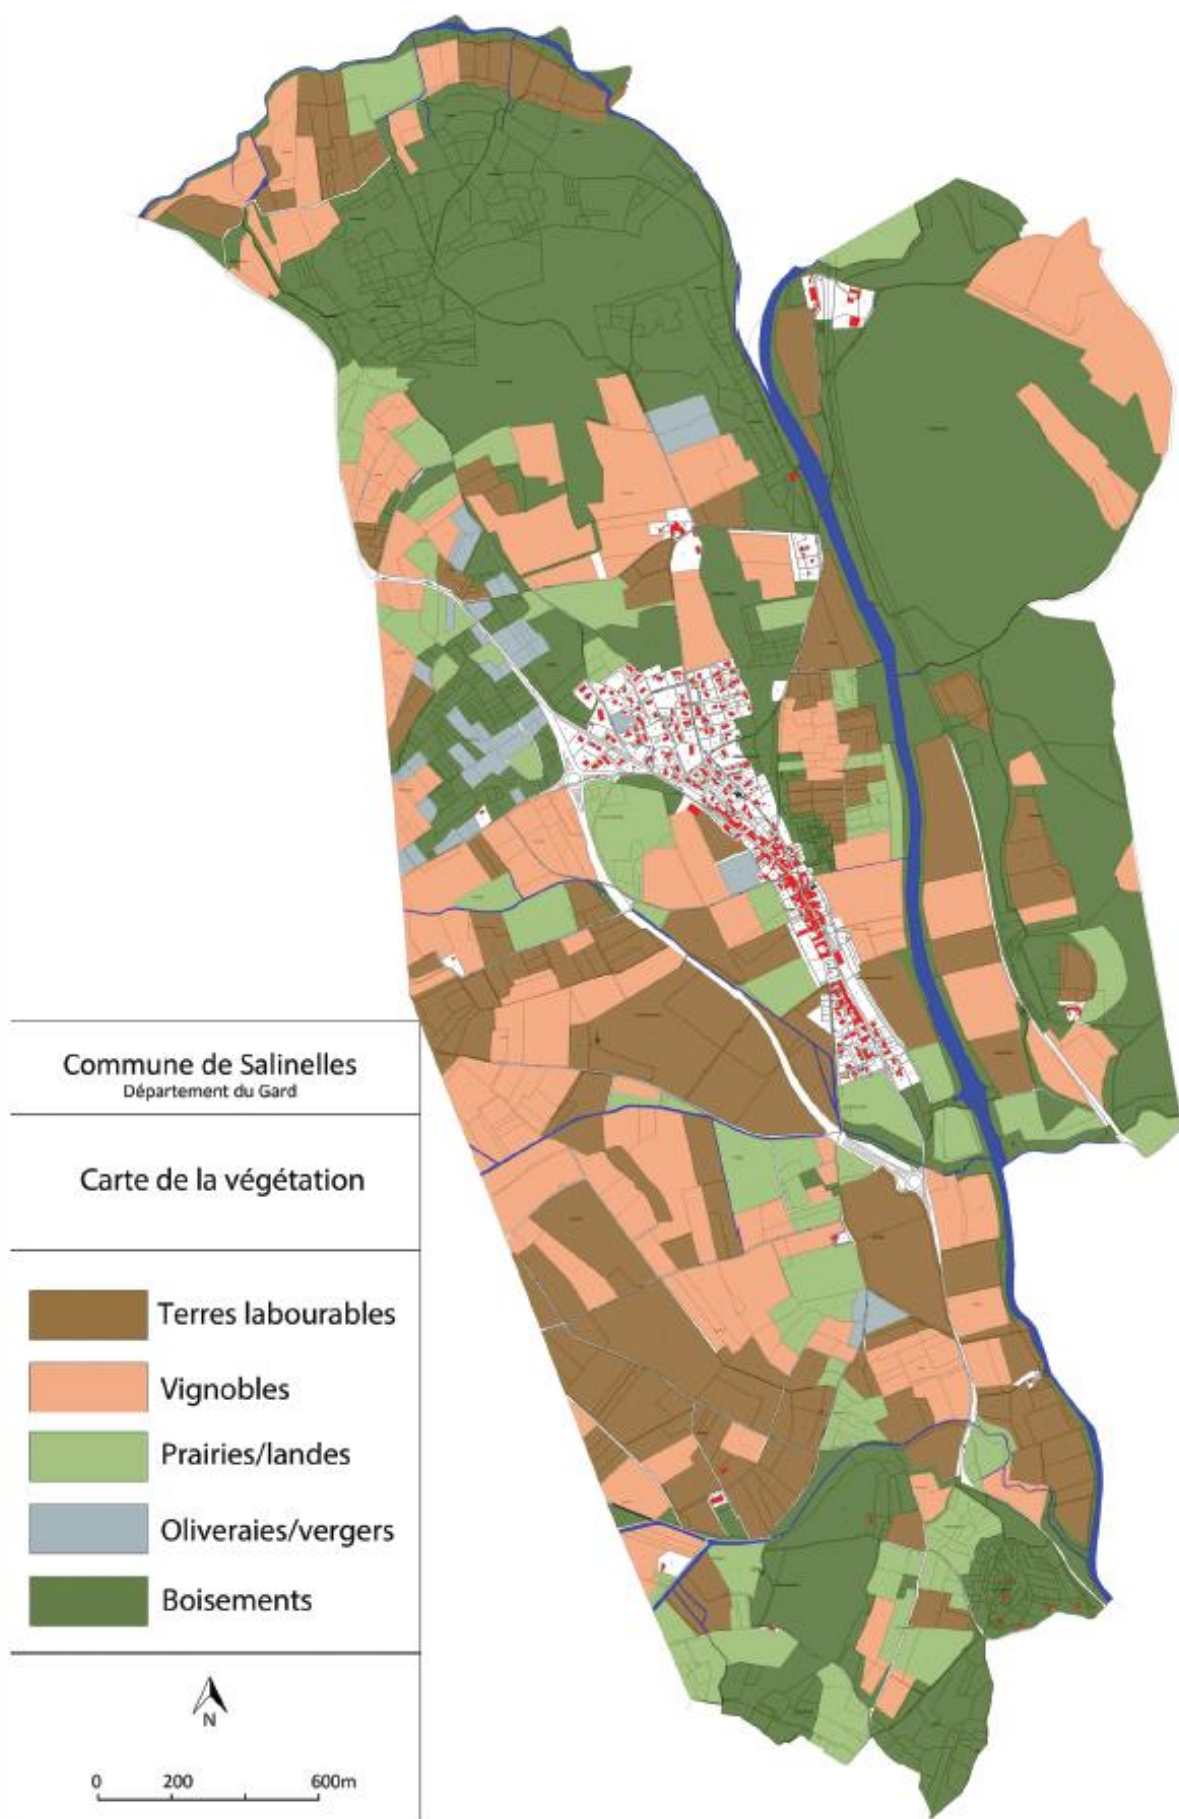 Commune de Salinelles
Département du Gard
Carte de la végétation
Terres labourables
Vignobles
Prairies/landes
Oliveraies/vergers
Boisements
N
0 200 600m